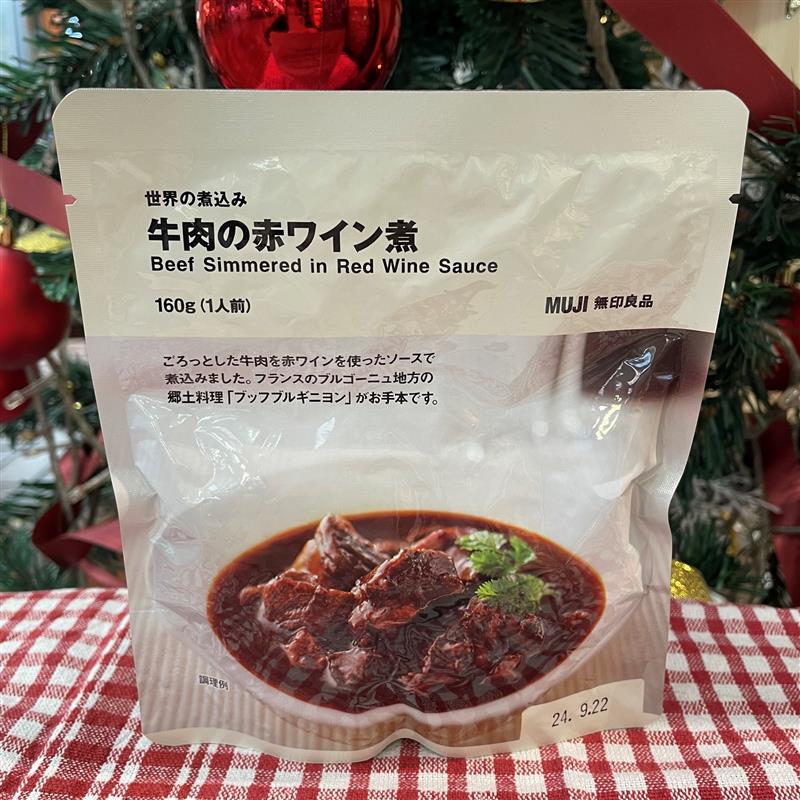 世界の煮込み
牛肉の赤ワイン煮
Beef Simmered in Red Wine Sauce
160g（1人前）
MUJI 無印良品
ごろっとした牛肉を赤ワインを使ったソースで
煮込みました。フランスのブルゴーニュ地方の
郷土料理「ブッフブルギニヨン」がお手本です。
調理例
24. 9.22